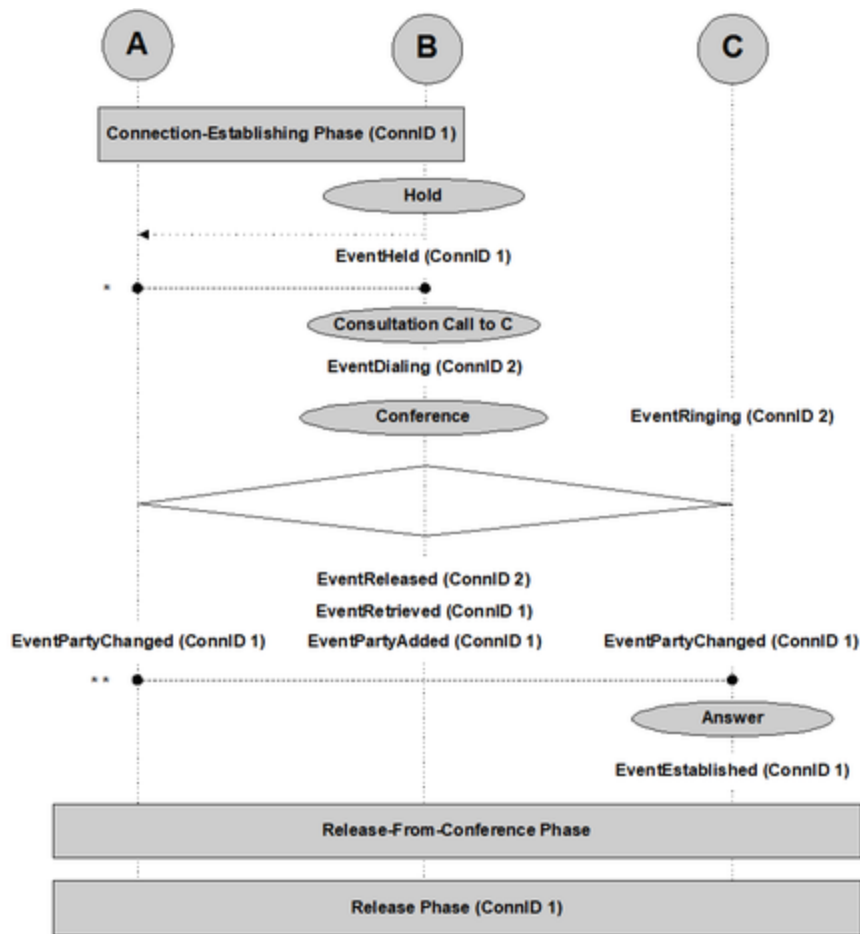 A
B
C
Connection-Establishing Phase (ConnID 1)
Hold
EventHeld (ConnID 1)
*
Consultation Call to C
EventDialing (ConnID 2)
Conference
EventRinging (ConnID 2)
EventReleased (ConnID 2)
EventRetrieved (ConnID 1)
EventPartyChanged (ConnID 1)
EventPartyAdded (ConnID 1)
EventPartyChanged (ConnID 1)
**
Answer
EventEstablished (ConnID 1)
Release-From-Conference Phase
Release Phase (ConnID 1)